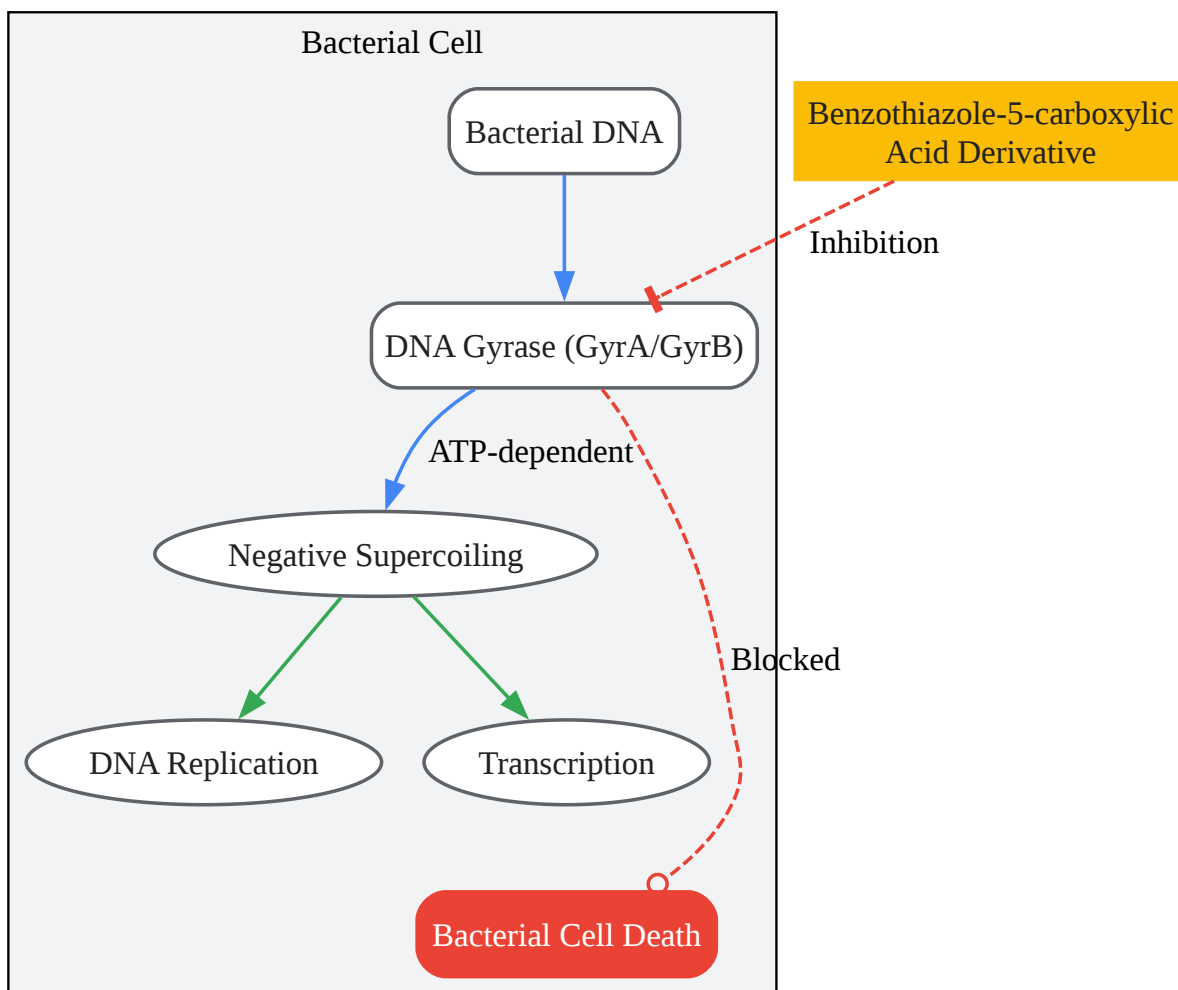 Bacterial Cell
Bacterial DNA
Benzothiazole-5-carboxylic
Acid Derivative
Inhibition
DNA Gyrase (GyrA/GyrB)
ATP-dependent
Negative Supercoiling
Blocked
DNA Replication
Transcription
Bacterial Cell Death